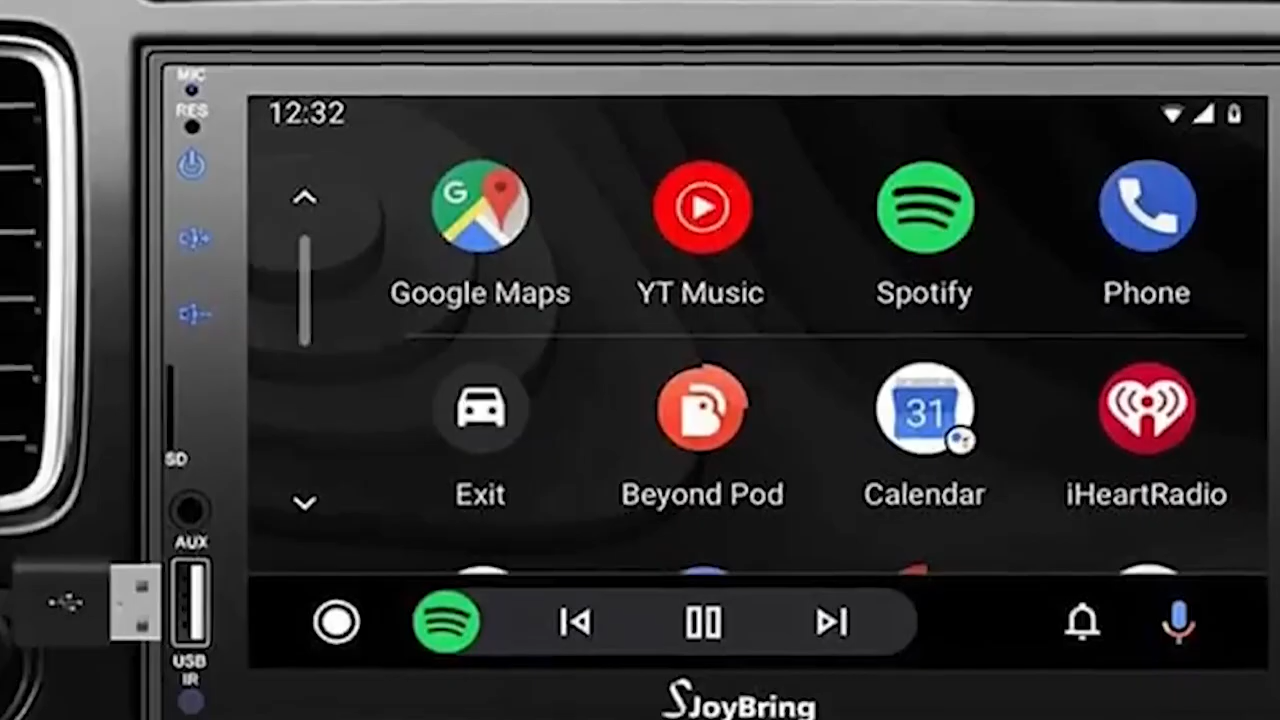 MIC
RES
12:32
G
Google Maps
YT Music
Spotify
Phone
Exit
Beyond Pod
31
Calendar
iHeartRadio
SD
AUX
USB
IR
SJoyBring